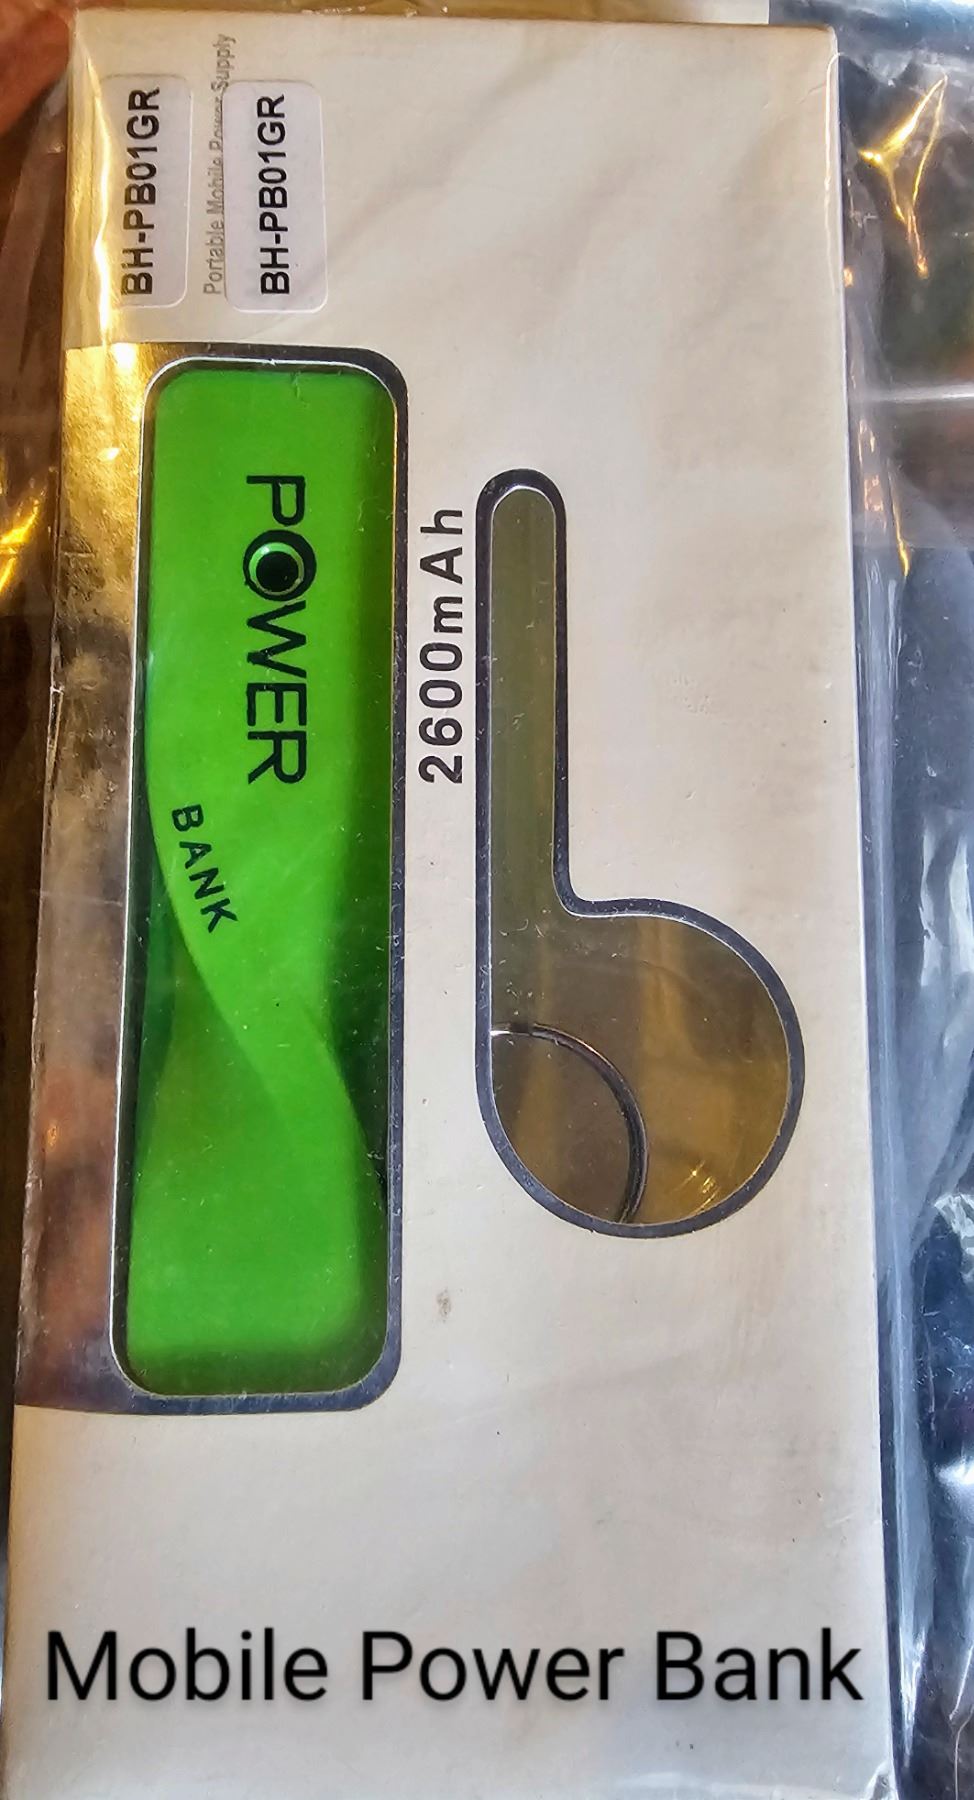 BH-PB01GR
Portable Mobile Power Supply
BH-PB01GR
POWER
BANK
2600mAh
Mobile Power Bank